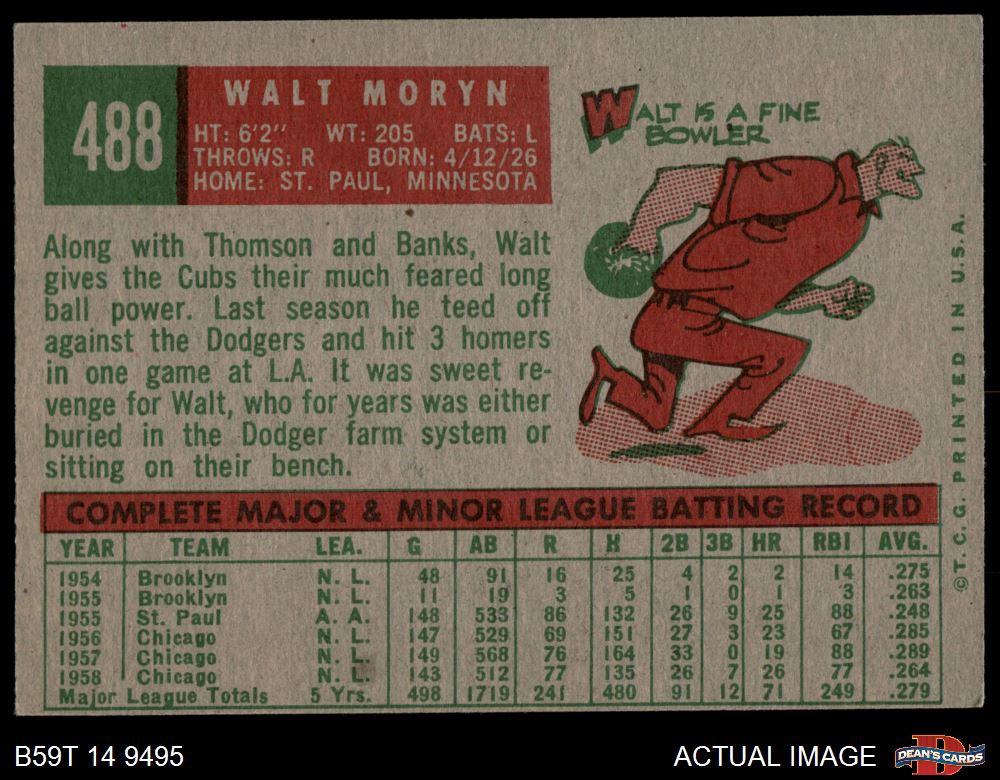 488
WALT MORYN
HT: 6'2" WT: 205 BATS: L
THROWS: R BORN: 4/12/26
HOME: ST. PAUL, MINNESOTA
WALT IS A FINE
BOWLER
Along with Thomson and Banks, Walt
gives the Cubs their much feared long
ball power. Last season he teed off
against the Dodgers and hit 3 homers
in one game at L.A. It was sweet re-
venge for Walt, who for years was either
buried in the Dodger farm system or
sitting on their bench.
COMPLETE MAJOR & MINOR LEAGUE BATTING RECORD
YEAR TEAM LEA. G AB R H 2B 3B HR RBI AVG.
1954 Brooklyn N. L. 48 91 16 25 4 2 2 14 .275
1955 Brooklyn N. L. 11 19 3 5 1 0 1 3 .263
1955 St. Paul A. A. 148 533 86 132 26 9 25 88 .248
1956 Chicago N. L. 147 529 69 151 27 3 23 67 .285
1957 Chicago N. L. 149 568 76 164 33 0 19 88 .289
1958 Chicago N. L. 143 512 77 135 26 7 26 77 .264
Major League Totals 5 Yrs. 498 1719 241 480 91 12 71 249 .279
©T. C. G. PRINTED IN U.S.A.
B59T 14 9495
ACTUAL IMAGE
D
DEAN'S CARDS